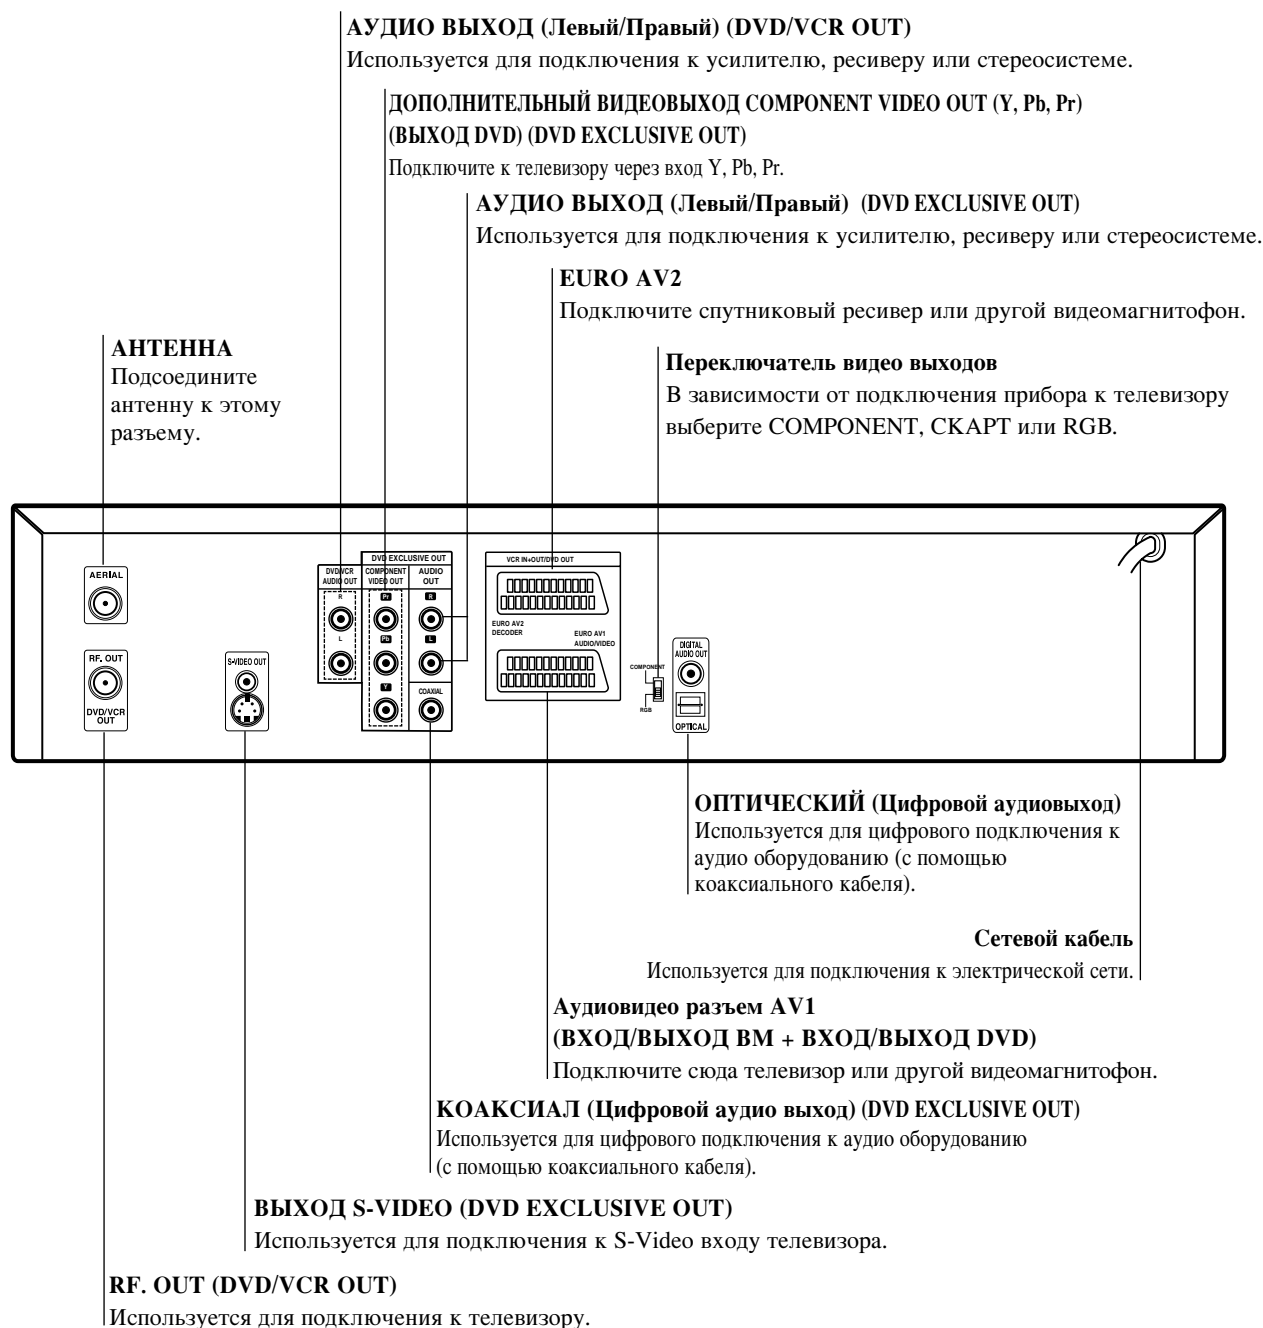 АУДИО ВЫХОД (Левый/Правый) (DVD/VCR OUT)
Используется для подключения к усилителю, ресиверу или стереосистеме.
ДОПОЛНИТЕЛЬНЫЙ ВИДЕОВЫХОД COMPONENT VIDEO OUT (Y, Pb, Pr)
(ВЫХОД DVD) (DVD EXCLUSIVE OUT)
Подключите к телевизору через вход Y, Pb, Pr.
АУДИО ВЫХОД (Левый/Правый) (DVD EXCLUSIVE OUT)
Используется для подключения к усилителю, ресиверу или стереосистеме.
EURO AV2
Подключите спутниковый ресивер или другой видеомагнитофон.
АНТЕННА
Подсоедините
антенну к этому
разъему.
Переключатель видео выходов
В зависимости от подключения прибора к телевизору
выберите COMPONENT, СКАРТ или RGB.
AERIAL
RF. OUT
DVD/VCR
OUT
S-VIDEO OUT
DVD/VCR
AUDIO OUT
R
L
DVD EXCLUSIVE OUT
COMPONENT
VIDEO OUT
Pr
Pb
Y
AUDIO
OUT
R
L
COAXIAL
VCR IN+OUT/DVD OUT
EURO AV2
DECODER
EURO AV1
AUDIO/VIDEO
COMPONENT
RGB
DIGITAL
AUDIO OUT
OPTICAL
ОПТИЧЕСКИЙ (Цифровой аудиовыход)
Используется для цифрового подключения к
аудио оборудованию (с помощью
коаксиального кабеля).
Сетевой кабель
Используется для подключения к электрической сети.
Аудиовидео разъем AV1
(ВХОД/ВЫХОД ВМ + ВХОД/ВЫХОД DVD)
Подключите сюда телевизор или другой видеомагнитофон.
КОАКСИАЛ (Цифровой аудио выход) (DVD EXCLUSIVE OUT)
Используется для цифрового подключения к аудио оборудованию
(с помощью коаксиального кабеля).
ВЫХОД S-VIDEO (DVD EXCLUSIVE OUT)
Используется для подключения к S-Video входу телевизора.
RF. OUT (DVD/VCR OUT)
Используется для подключения к телевизору.